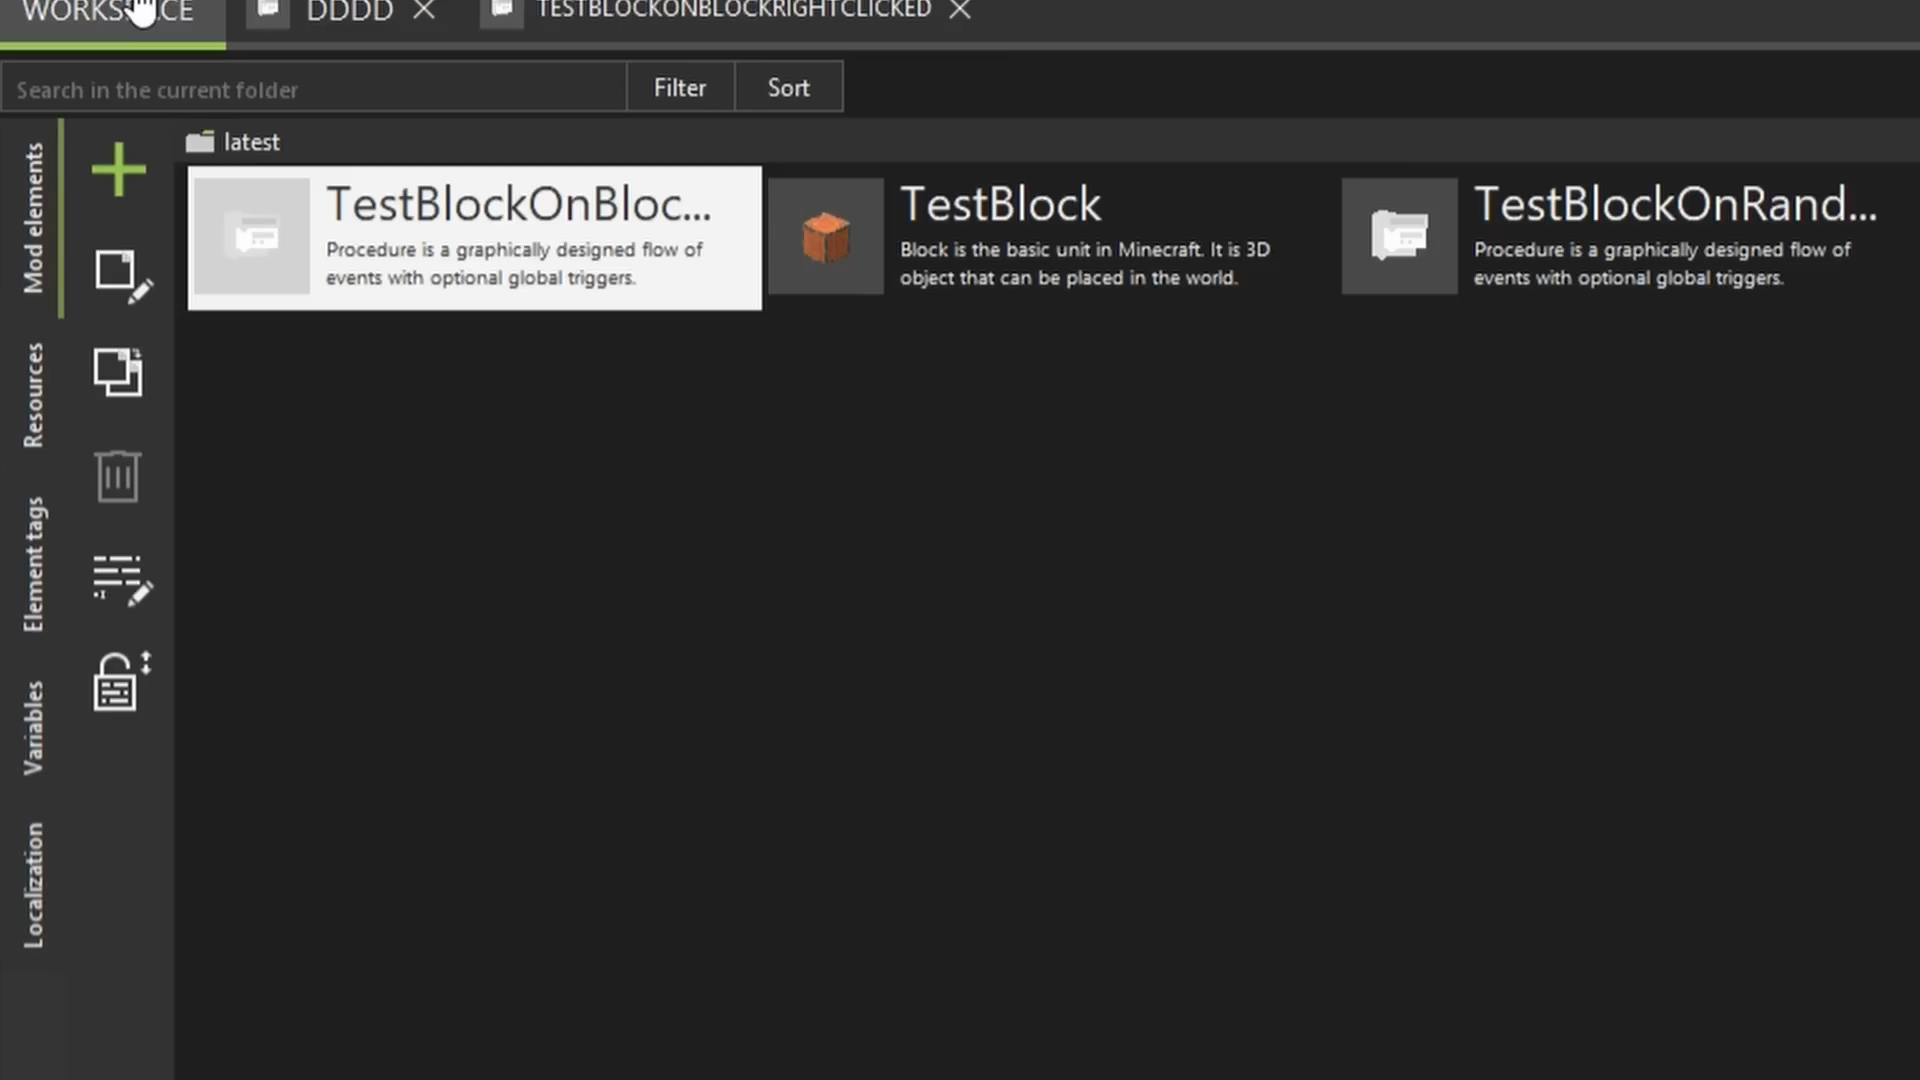 DDDD
TESTBLOCKONBLOCKRIGHTCLICKED
Search in the current folder
Filter
Sort
latest
Mod elements
Resources
Element tags
Variables
Localization
TestBlockOnBloc...
Procedure is a graphically designed flow of
events with optional global triggers.
TestBlock
Block is the basic unit in Minecraft. It is 3D
object that can be placed in the world.
TestBlockOnRand...
Procedure is a graphically designed flow of
events with optional global triggers.